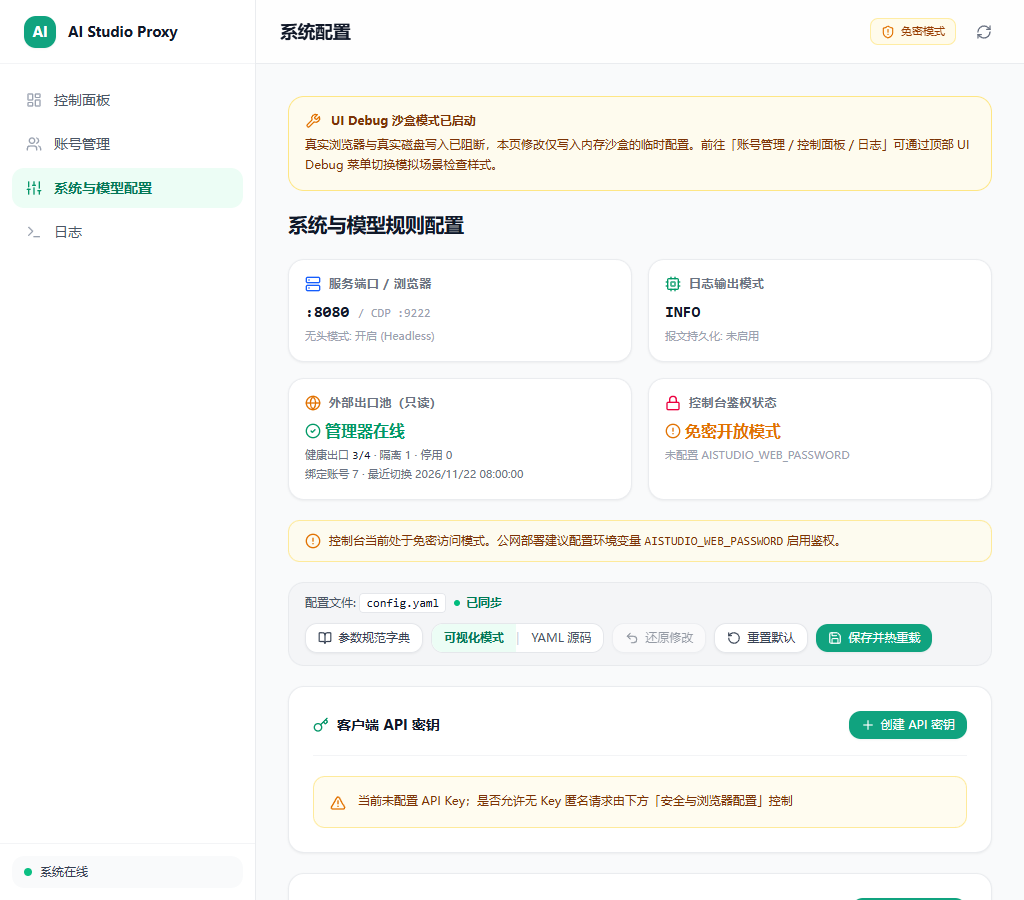 AI
AI Studio Proxy
控制面板
账号管理
系统与模型配置
日志
系统在线
系统配置
免密模式
UI Debug 沙盒模式已启动
真实浏览器与真实磁盘写入已阻断，本页修改仅写入内存沙盒的临时配置。前往「账号管理 / 控制面板 / 日志」可通过顶部 UI
Debug 菜单切换模拟场景检查样式。
系统与模型规则配置
服务端口 / 浏览器
:8080 / CDP :9222
无头模式: 开启 (Headless)
日志输出模式
INFO
报文持久化: 未启用
外部出口池（只读）
管理器在线
健康出口 3/4 · 隔离 1 · 停用 0
绑定账号 7 · 最近切换 2026/11/22 08:00:00
控制台鉴权状态
免密开放模式
未配置 AISTUDIO_WEB_PASSWORD
控制台当前处于免密访问模式。公网部署建议配置环境变量 AISTUDIO_WEB_PASSWORD 启用鉴权。
配置文件: config.yaml 已同步
参数规范字典 可视化模式 YAML 源码 还原修改 重置默认 保存并热重载
客户端 API 密钥
创建 API 密钥
当前未配置 API Key；是否允许无 Key 匿名请求由下方「安全与浏览器配置」控制